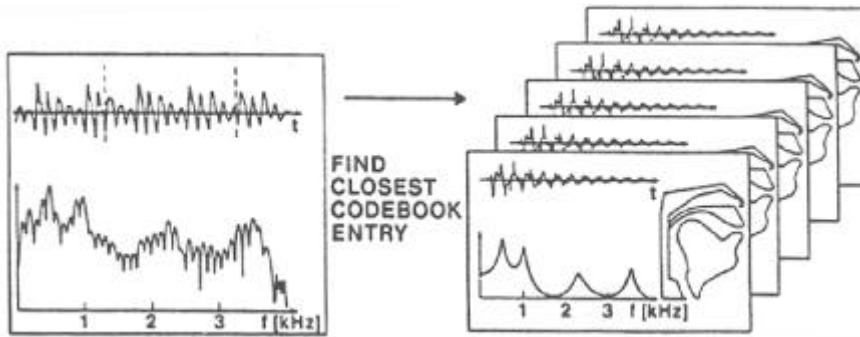 t
1 2 3 f [kHz]
FIND
CLOSEST
CODEBOOK
ENTRY
t
1 2 3 f [kHz]